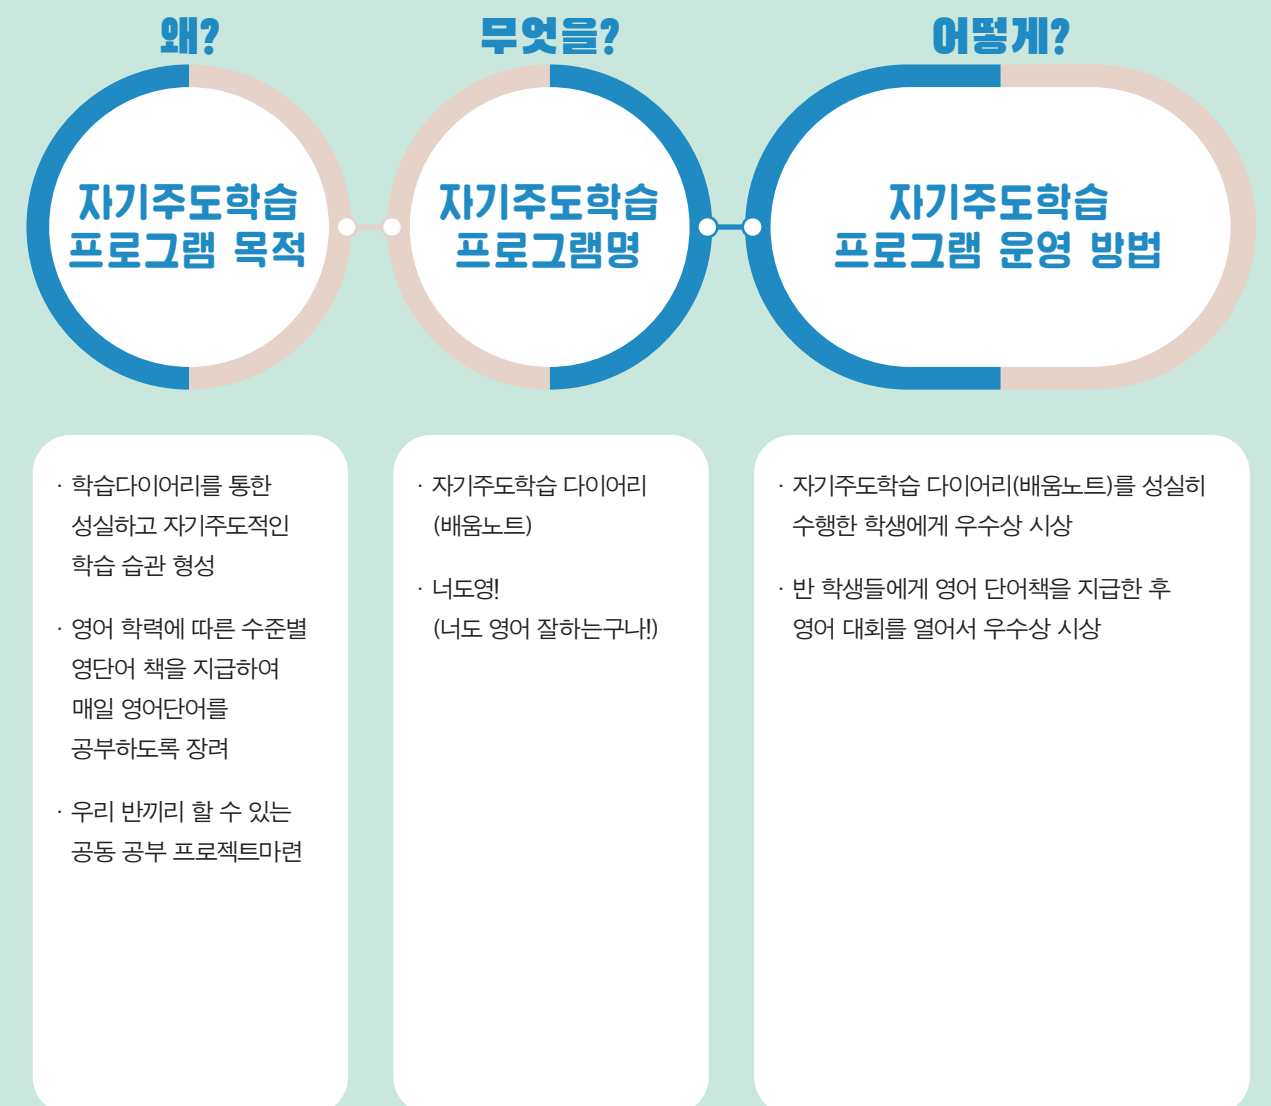 왜?
자기주도학습
프로그램 목적
· 학습다이어리를 통한
성실하고 자기주도적인
학습 습관 형성
· 영어 학력에 따른 수준별
영단어 책을 지급하여
매일 영어단어를
공부하도록 장려
· 우리 반끼리 할 수 있는
공동 공부 프로젝트마련
무엇을?
자기주도학습
프로그램명
· 자기주도학습 다이어리
(배움노트)
· 너도영!
(너도 영어 잘하는구나!)
어떻게?
자기주도학습
프로그램 운영 방법
· 자기주도학습 다이어리(배움노트)를 성실히
수행한 학생에게 우수상 시상
· 반 학생들에게 영어 단어책을 지급한 후
영어 대회를 열어서 우수상 시상